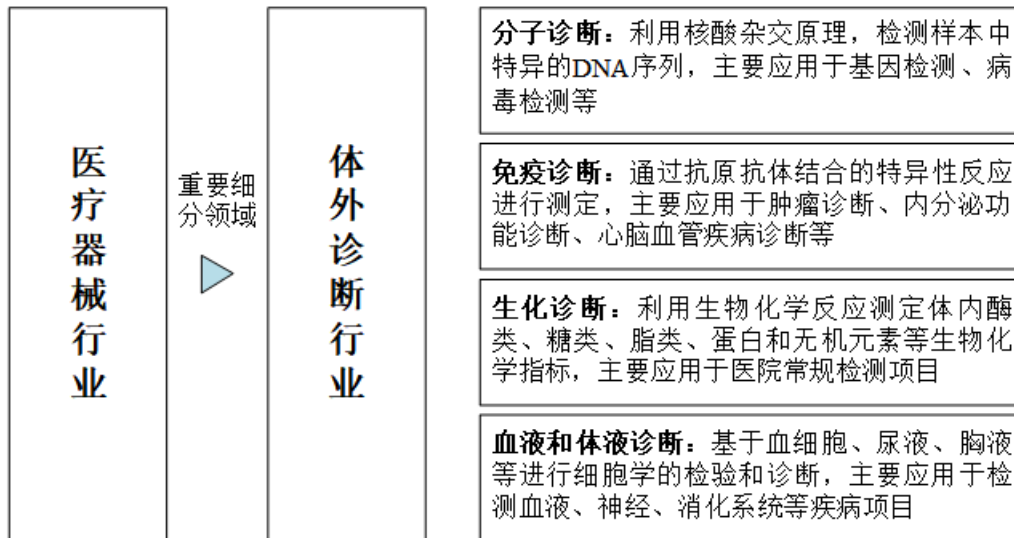 医疗器械行业
重要细
分领域
体外诊断行业
分子诊断：利用核酸杂交原理，检测样本中
特异的DNA序列，主要应用于基因检测、病
毒检测等
免疫诊断：通过抗原抗体结合的特异性反应
进行测定，主要应用于肿瘤诊断、内分泌功
能诊断、心脑血管疾病诊断等
生化诊断：利用生物化学反应测定体内酶
类、糖类、脂类、蛋白和无机元素等生物化
学指标，主要应用于医院常规检测项目
血液和体液诊断：基于血细胞、尿液、胸液
等进行细胞学的检验和诊断，主要应用于检
测血液、神经、消化系统等疾病项目